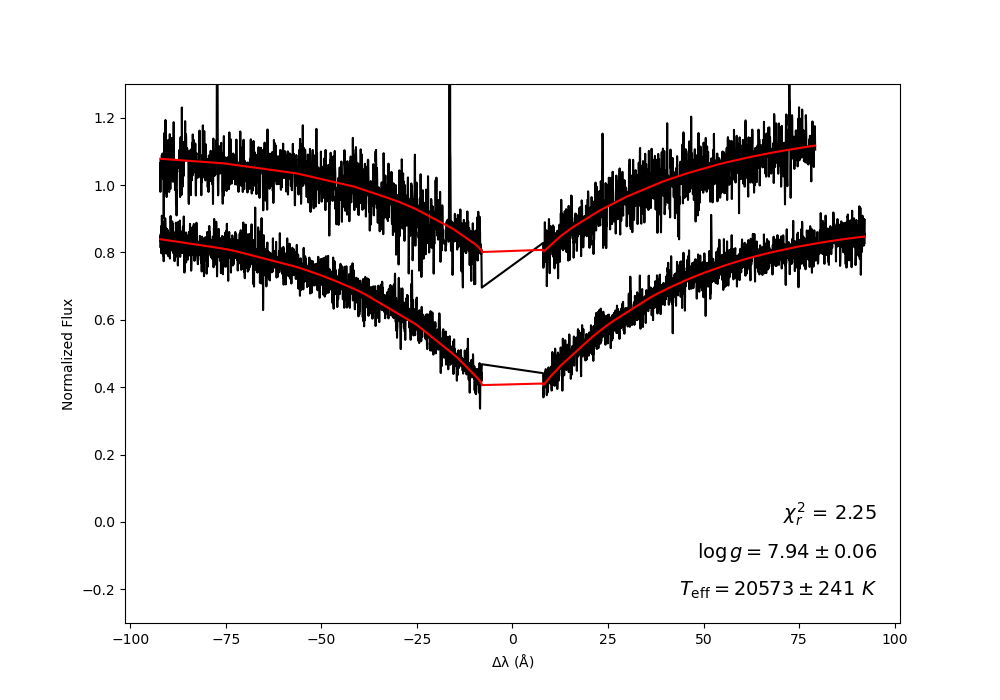 1.2
1.0
0.8
0.6
0.4
0.2
0.0
−0.2
Normalized Flux
χ²ᵣ = 2.25
log g = 7.94 ± 0.06
T_eff = 20573 ± 241 K
−100 −75 −50 −25 0 25 50 75 100
Δλ (Å)